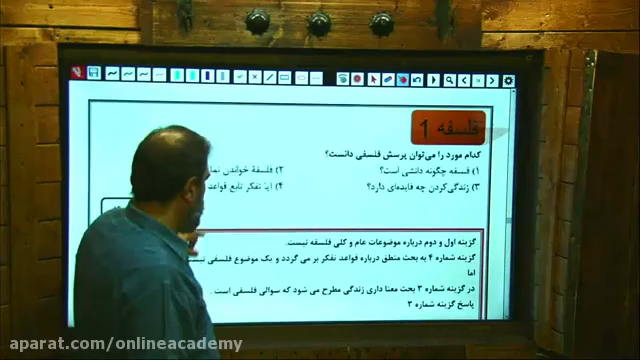 فلسفه 1
کدام مورد را می‌توان پرسش فلسفی دانست؟
۱) فلسفه چگونه دانشی است؟
۲) فلسفهٔ خواندن نما
۳) زندگی‌کردن چه فایده‌ای دارد؟
۴) آیا تفکر تابع قواعد
گزینه اول و دوم درباره موضوعات عام و کلی فلسفه نیست.
گزینه شماره ۴ به بحث منطق درباره قواعد تفکر بر می گردد و یک موضوع فلسفی
اما
در گزینه شماره ۳ بحث معنا داری زندگی مطرح می شود که سوالی فلسفی است .
پاسخ گزینه شماره ۳
aparat.com/onlineacademy